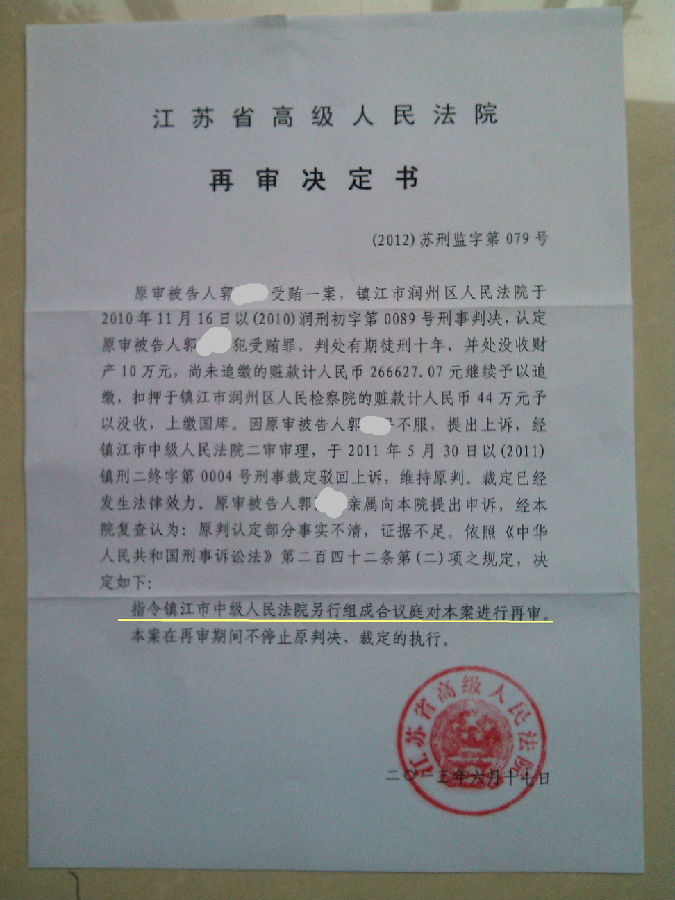 江苏省高级人民法院
再审决定书
(2012)苏刑监字第079号
原审被告人郭 受贿一案，镇江市润州区人民法院于
2010年11月16日以(2010)润刑初字第0089号刑事判决，认定
原审被告人郭 犯受贿罪，判处有期徒刑十年，并处没收财
产10万元，尚未追缴的赃款计人民币266627.07元继续予以追
缴，扣押于镇江市润州区人民检察院的赃款计人民币44万元予
以没收，上缴国库。因原审被告人郭 不服，提出上诉，经
镇江市中级人民法院二审审理，于2011年5月30日以(2011)
镇刑二终字第0004号刑事裁定驳回上诉，维持原判。裁定已经
发生法律效力。原审被告人郭 亲属向本院提出申诉，经本
院复查认为：原判认定部分事实不清，证据不足。依照《中华
人民共和国刑事诉讼法》第二百四十二条第(二)项之规定，决
定如下：
指令镇江市中级人民法院另行组成合议庭对本案进行再审。
本案在再审期间不停止原判决、裁定的执行。
江苏省高级人民法院
二〇一三年六月十七日